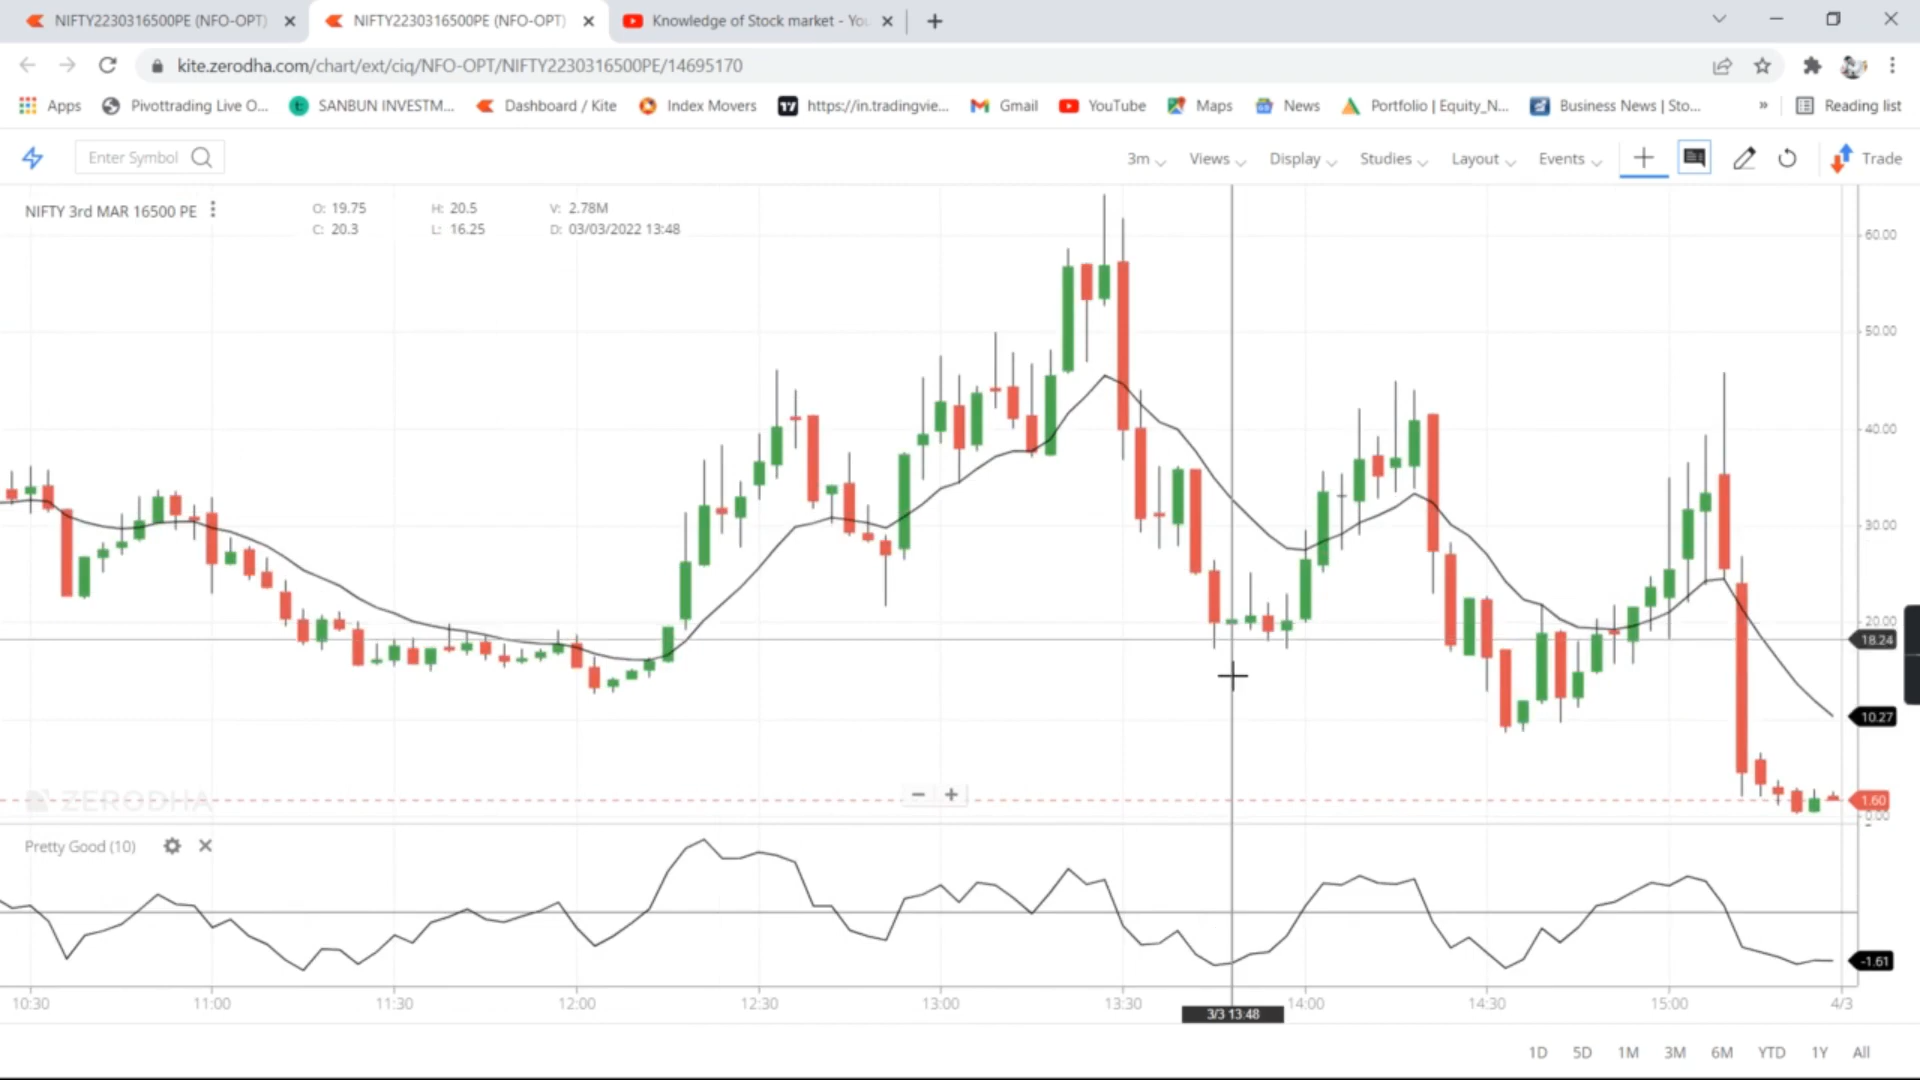 NIFTY2230316500PE (NFO-OPT)
NIFTY2230316500PE (NFO-OPT)
Knowledge of Stock market - You
kite.zerodha.com/chart/ext/ciq/NFO-OPT/NIFTY2230316500PE/14695170
Apps
Pivottrading Live O...
SANBUN INVESTM...
Dashboard / Kite
Index Movers
https://in.tradingvie...
Gmail
YouTube
Maps
News
Portfolio | Equity_N...
Business News | Sto...
»
Reading list
Enter Symbol
3m
Views
Display
Studies
Layout
Events
Trade
NIFTY 3rd MAR 16500 PE
O: 19.75
H: 20.5
V: 2.78M
C: 20.3
L: 16.25
D: 03/03/2022 13:48
60.00
50.00
40.00
30.00
20.00
18.24
10.27
1.60
0.00
ZERODHA
Pretty Good (10)
-1.61
10:30
11:00
11:30
12:00
12:30
13:00
13:30
14:00
14:30
15:00
4/3
3/3 13:48
1D
5D
1M
3M
6M
YTD
1Y
All